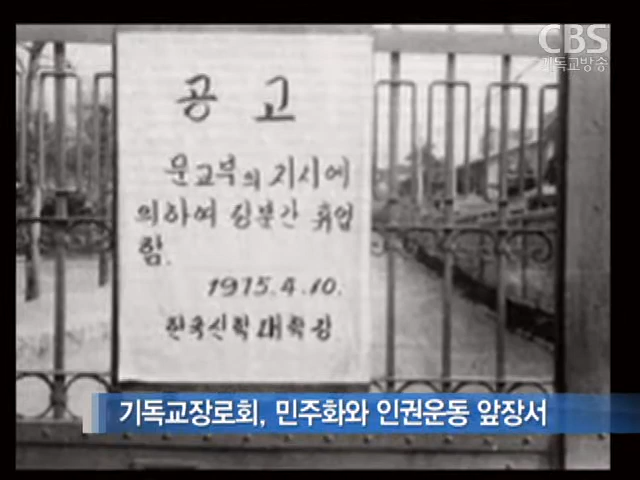 CBS
기독교방송
공 고
문교부의 지시에
의하여 당분간 휴업
함.
1975.4.10.
한국신학대학장
기독교장로회, 민주화와 인권운동 앞장서